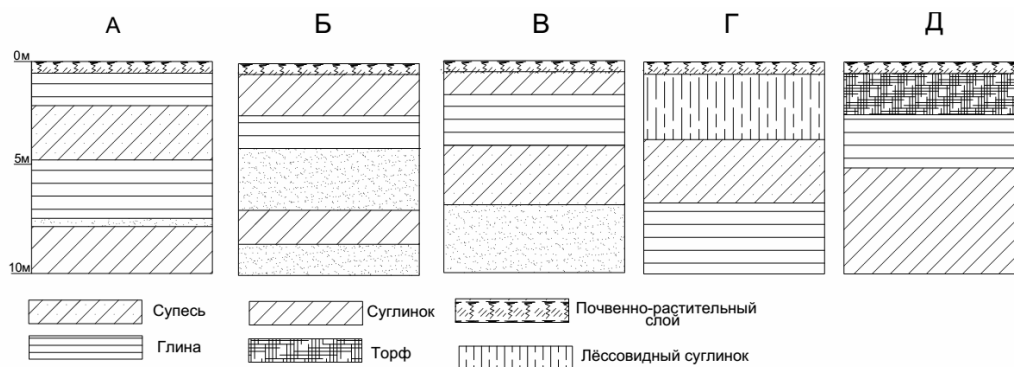 А Б В Г Д
0м
5м
10м
Супесь
Суглинок
Почвенно-растительный
слой
Глина
Торф
Лёссовидный суглинок